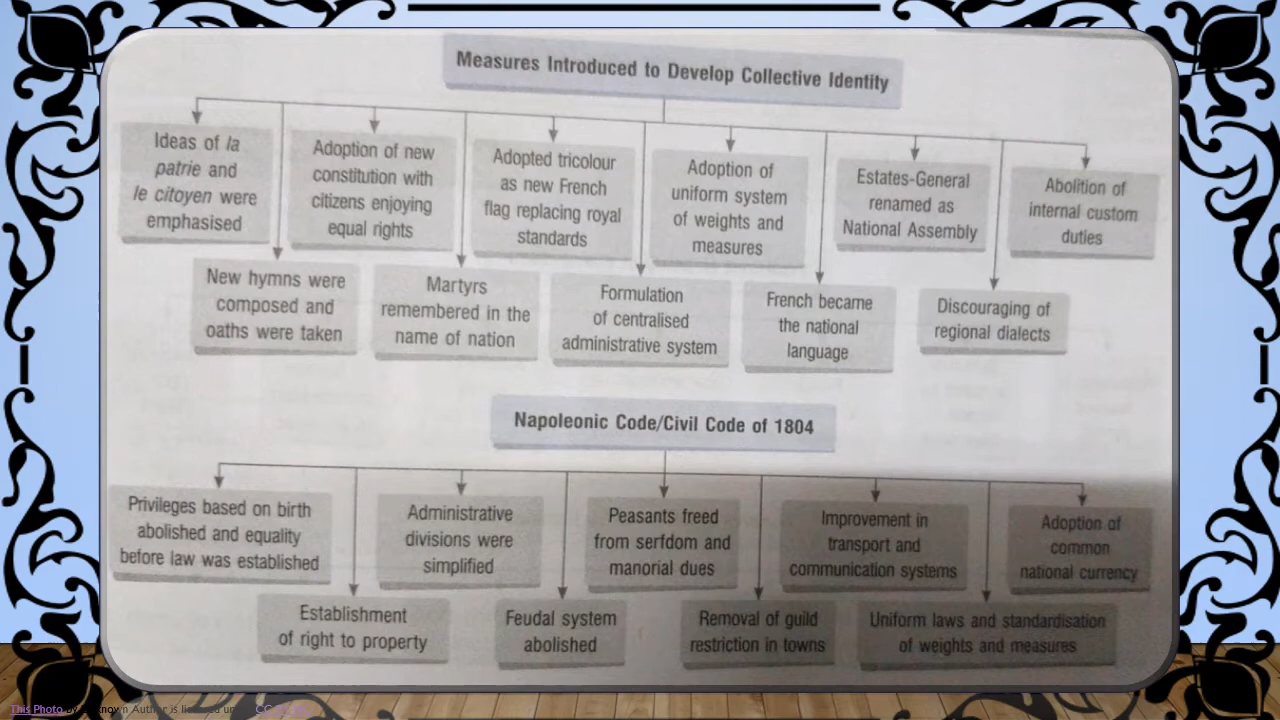 Measures Introduced to Develop Collective Identity
Ideas of la
patrie and
le citoyen were
emphasised
Adoption of new
constitution with
citizens enjoying
equal rights
Adopted tricolour
as new French
flag replacing royal
standards
Adoption of
uniform system
of weights and
measures
Estates-General
renamed as
National Assembly
Abolition of
internal custom
duties
New hymns were
composed and
oaths were taken
Martyrs
remembered in the
name of nation
Formulation
of centralised
administrative system
French became
the national
language
Discouraging of
regional dialects
Napoleonic Code/Civil Code of 1804
Privileges based on birth
abolished and equality
before law was established
Administrative
divisions were
simplified
Peasants freed
from serfdom and
manorial dues
Improvement in
transport and
communication systems
Adoption of
common
national currency
Establishment
of right to property
Feudal system
abolished
Removal of guild
restriction in towns
Uniform laws and standardisation
of weights and measures
This Photo by Author is CC